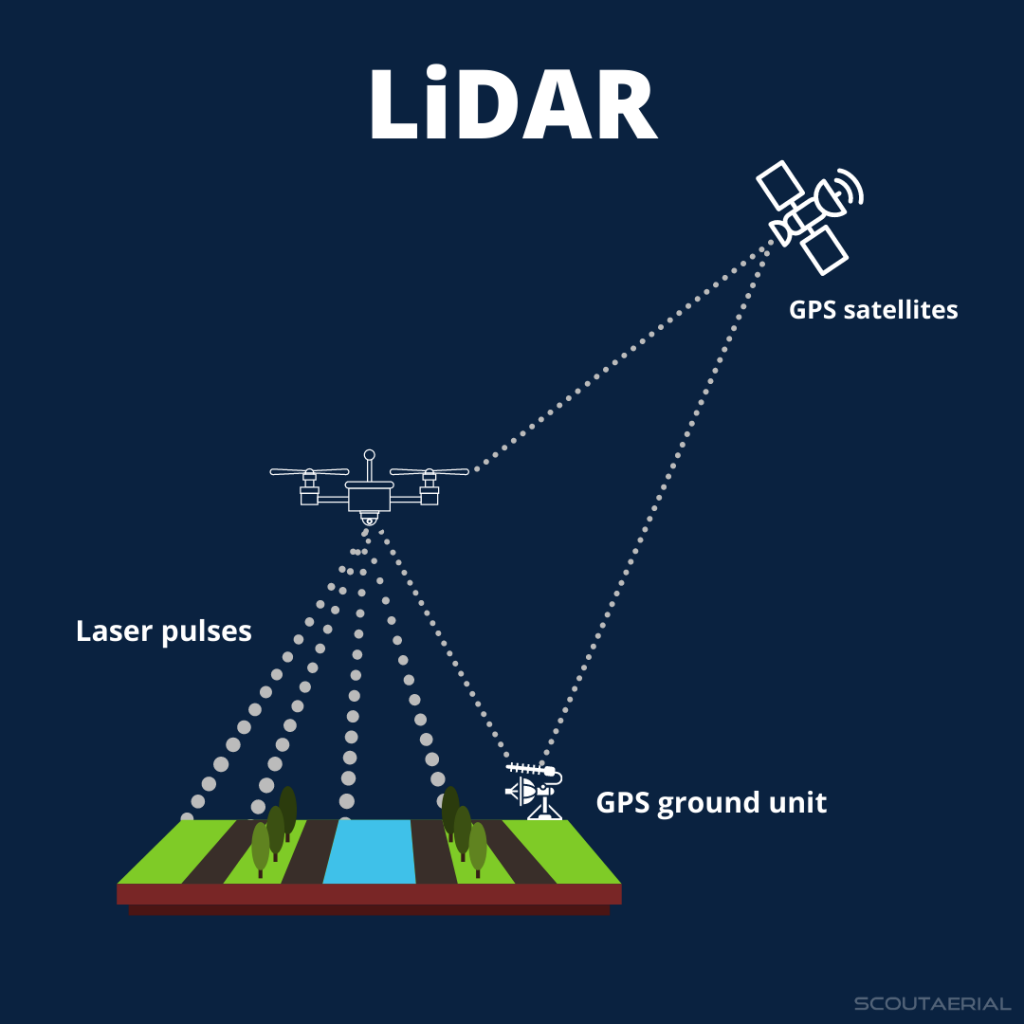 LiDAR
GPS satellites
Laser pulses
GPS ground unit
SCOUTAERIAL